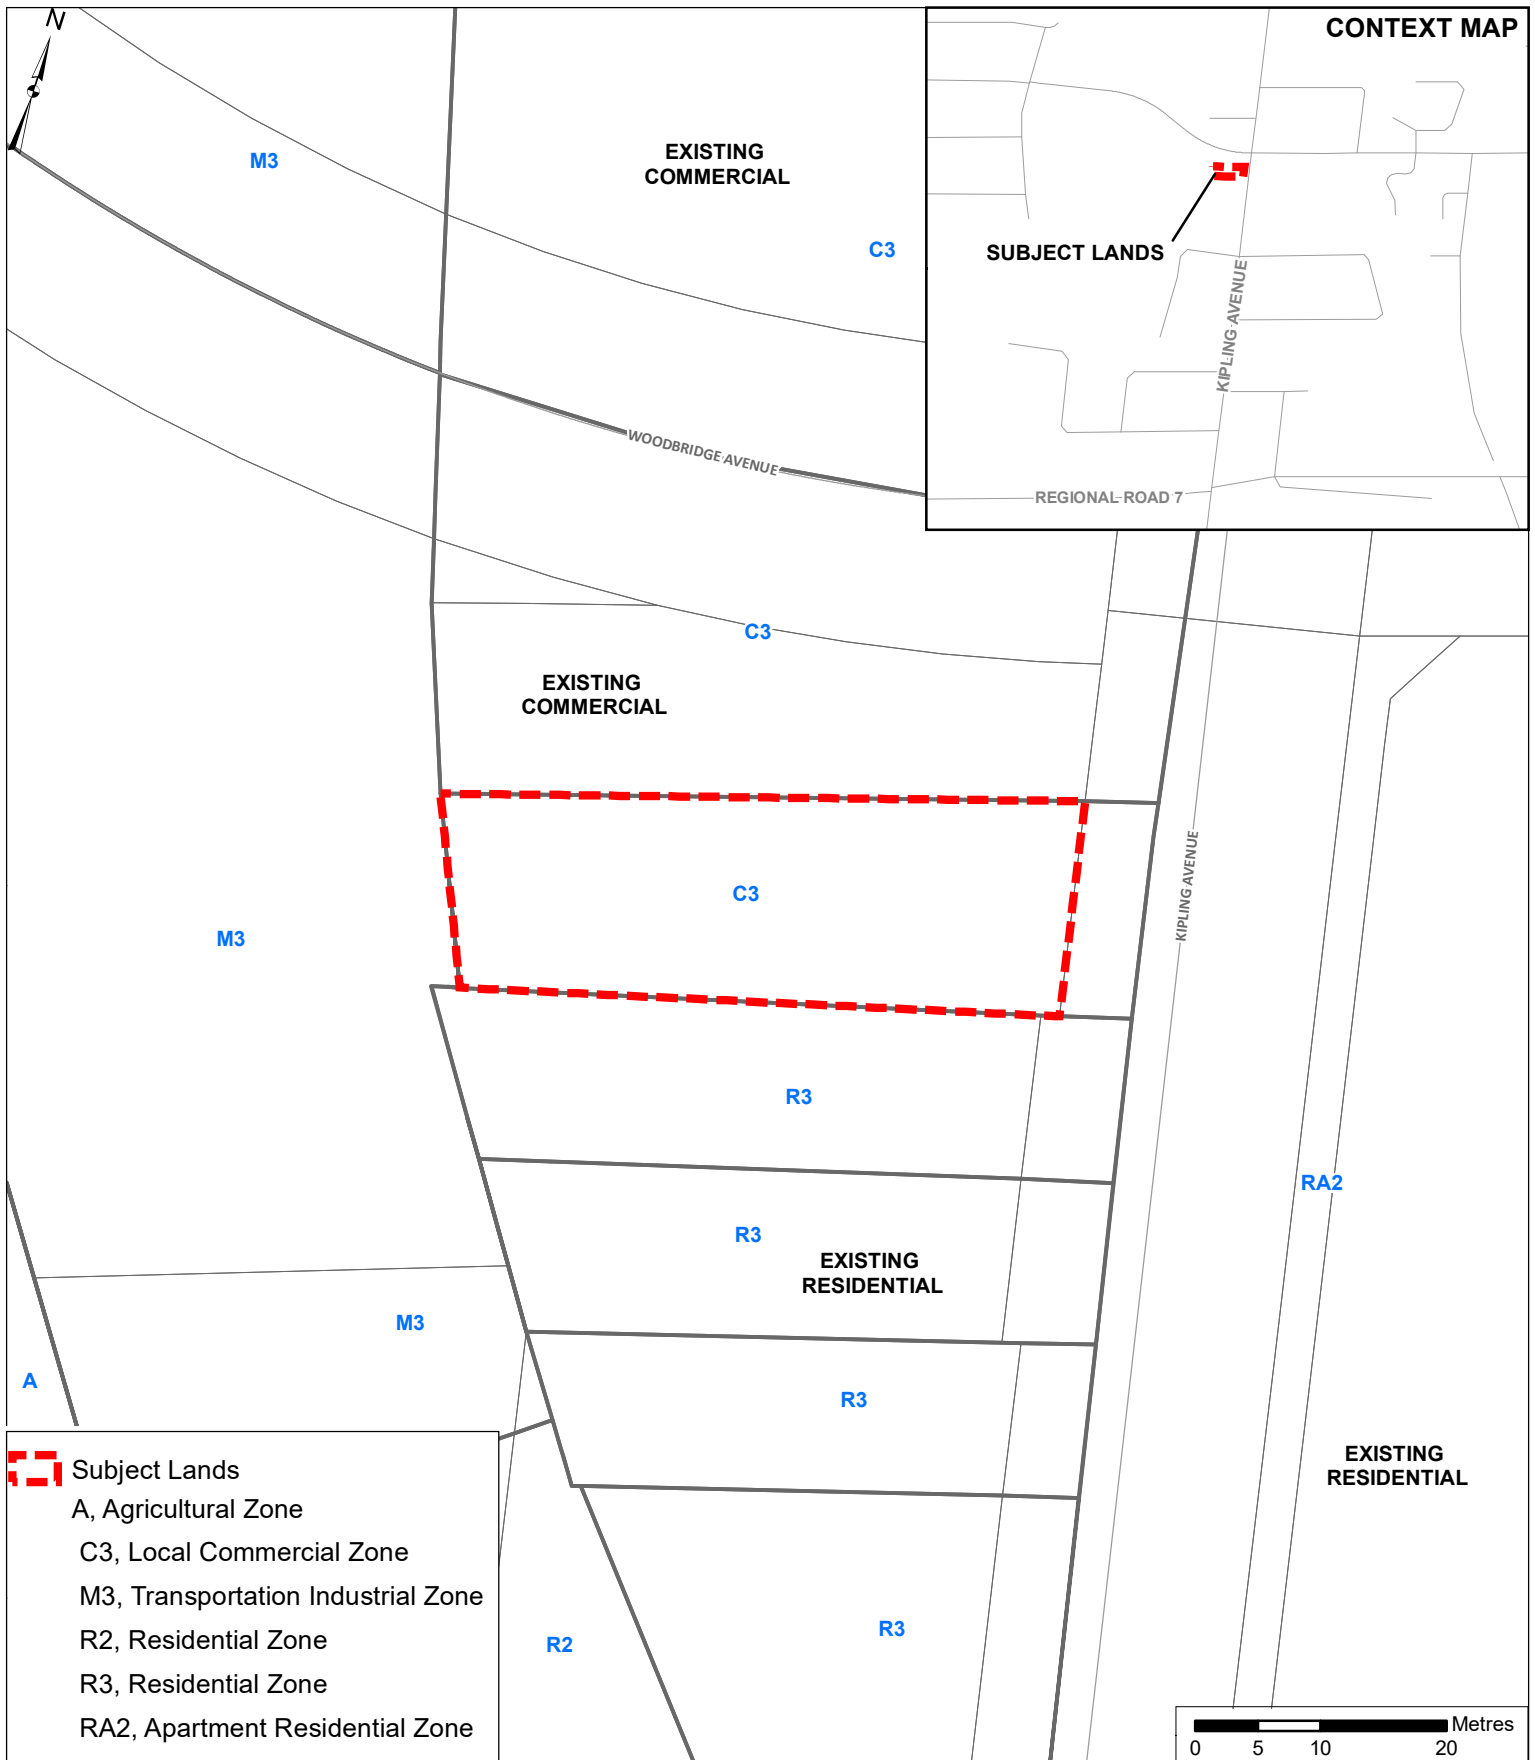 N
CONTEXT MAP
SUBJECT LANDS
KIPLING AVENUE
REGIONAL ROAD 7
M3
EXISTING
COMMERCIAL
C3
WOODBRIDGE AVENUE
C3
EXISTING
COMMERCIAL
C3
KIPLING AVENUE
M3
R3
RA2
R3
EXISTING
RESIDENTIAL
M3
A
R3
EXISTING
RESIDENTIAL
R3
R2
Subject Lands
A, Agricultural Zone
C3, Local Commercial Zone
M3, Transportation Industrial Zone
R2, Residential Zone
R3, Residential Zone
RA2, Apartment Residential Zone
Metres
0 5 10 20